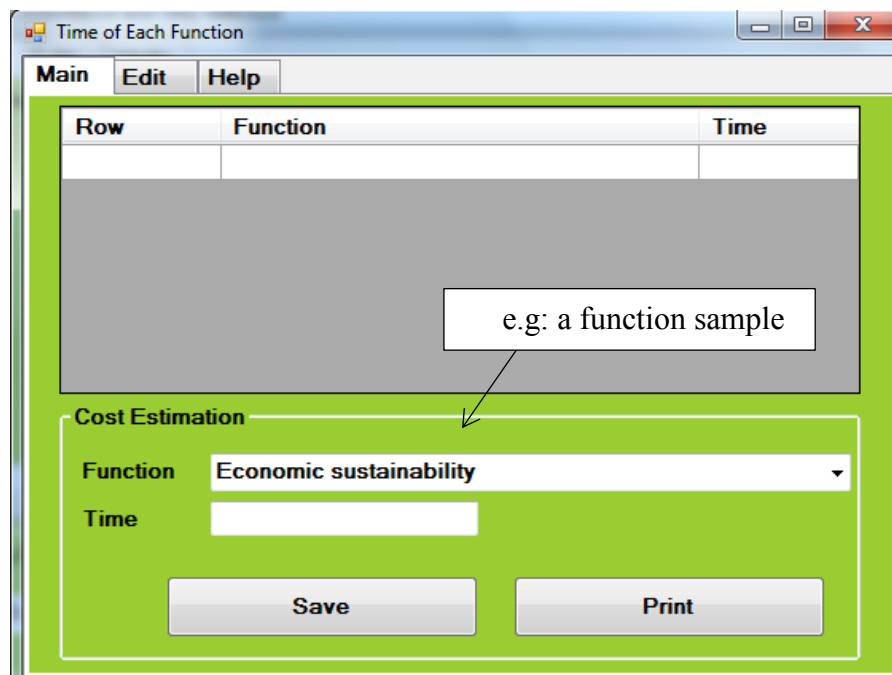 Time of Each Function
Main Edit Help
Row Function Time
e.g: a function sample
Cost Estimation
Function Economic sustainability
Time
Save Print